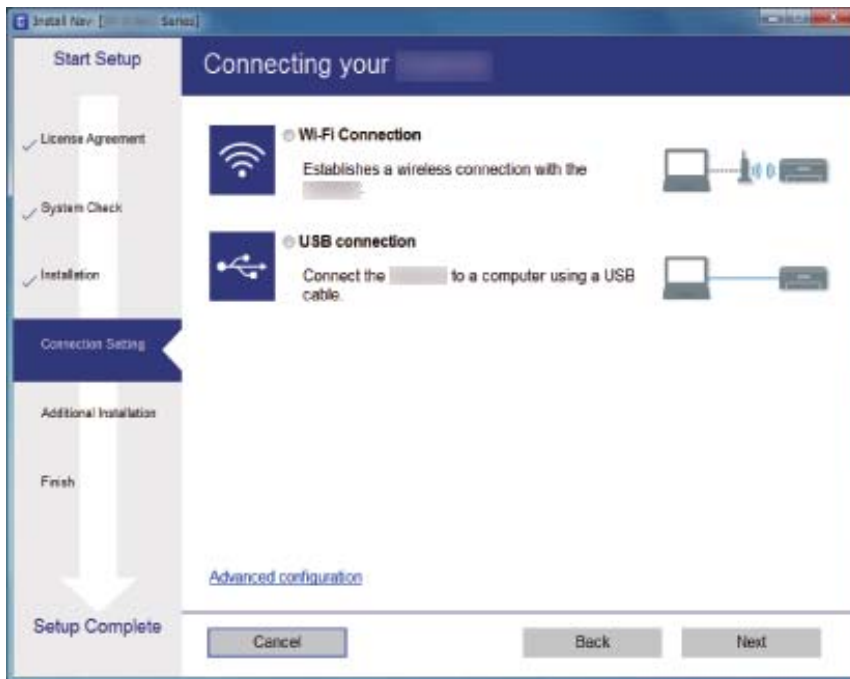 Install Navi [ Series]
Start Setup
Connecting your
License Agreement
System Check
Installation
Connection Setting
Additional Installation
Finish
Setup Complete
Wi-Fi Connection
Establishes a wireless connection with the
.
USB connection
Connect the to a computer using a USB
cable.
Advanced configuration
Cancel
Back
Next